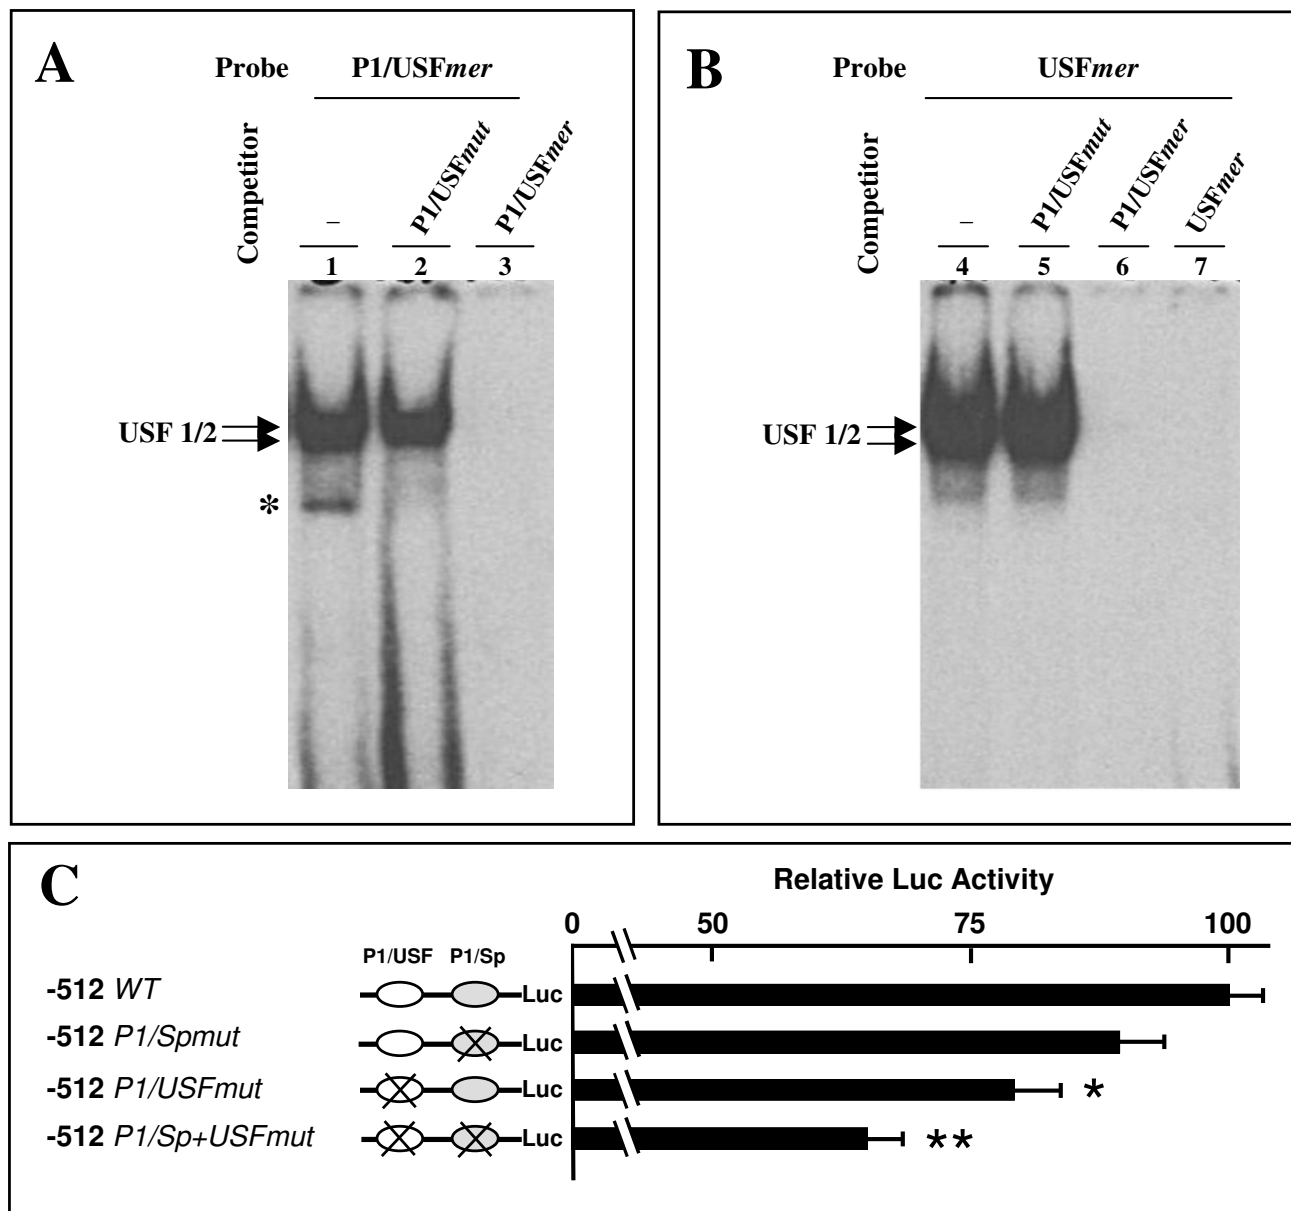 A
Probe P1/USFmer
Competitor
– P1/USFmut P1/USFmer
1 2 3
USF 1/2
*
B
Probe USFmer
Competitor
– P1/USFmut P1/USFmer USFmer
4 5 6 7
USF 1/2
C
Relative Luc Activity
0 50 75 100
P1/USF P1/Sp
-512 WT Luc
-512 P1/Spmut Luc
-512 P1/USFmut Luc *
-512 P1/Sp+USFmut Luc **